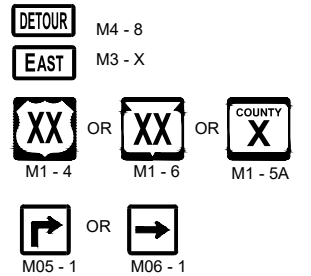 DETOUR M4 - 8
EAST M3 - X
XX OR XX OR COUNTY X
M1 - 4 M1 - 6 M1 - 5A
OR
M05 - 1 M06 - 1